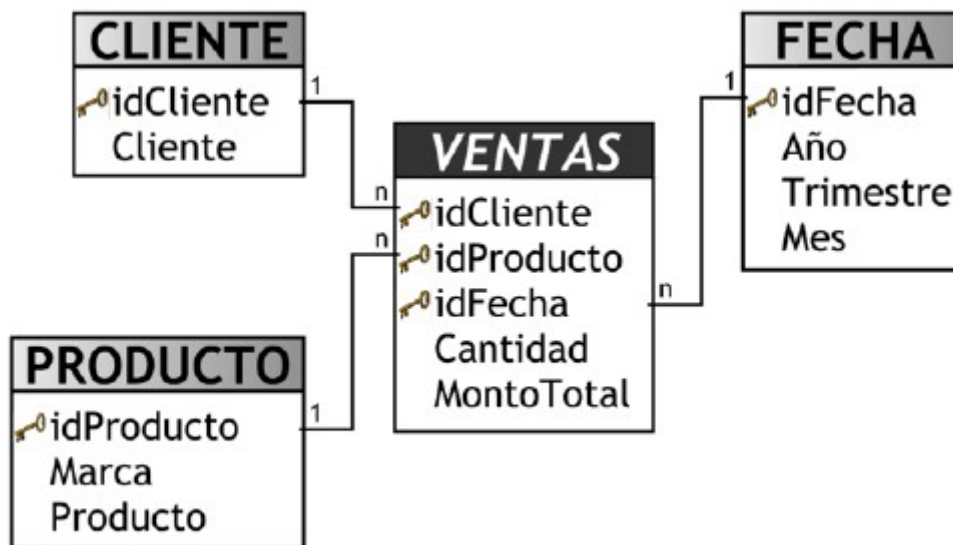 CLIENTE
idCliente
Cliente
1
n
PRODUCTO
idProducto
Marca
Producto
1
n
VENTAS
idCliente
idProducto
idFecha
Cantidad
MontoTotal
n
1
FECHA
idFecha
Año
Trimestre
Mes